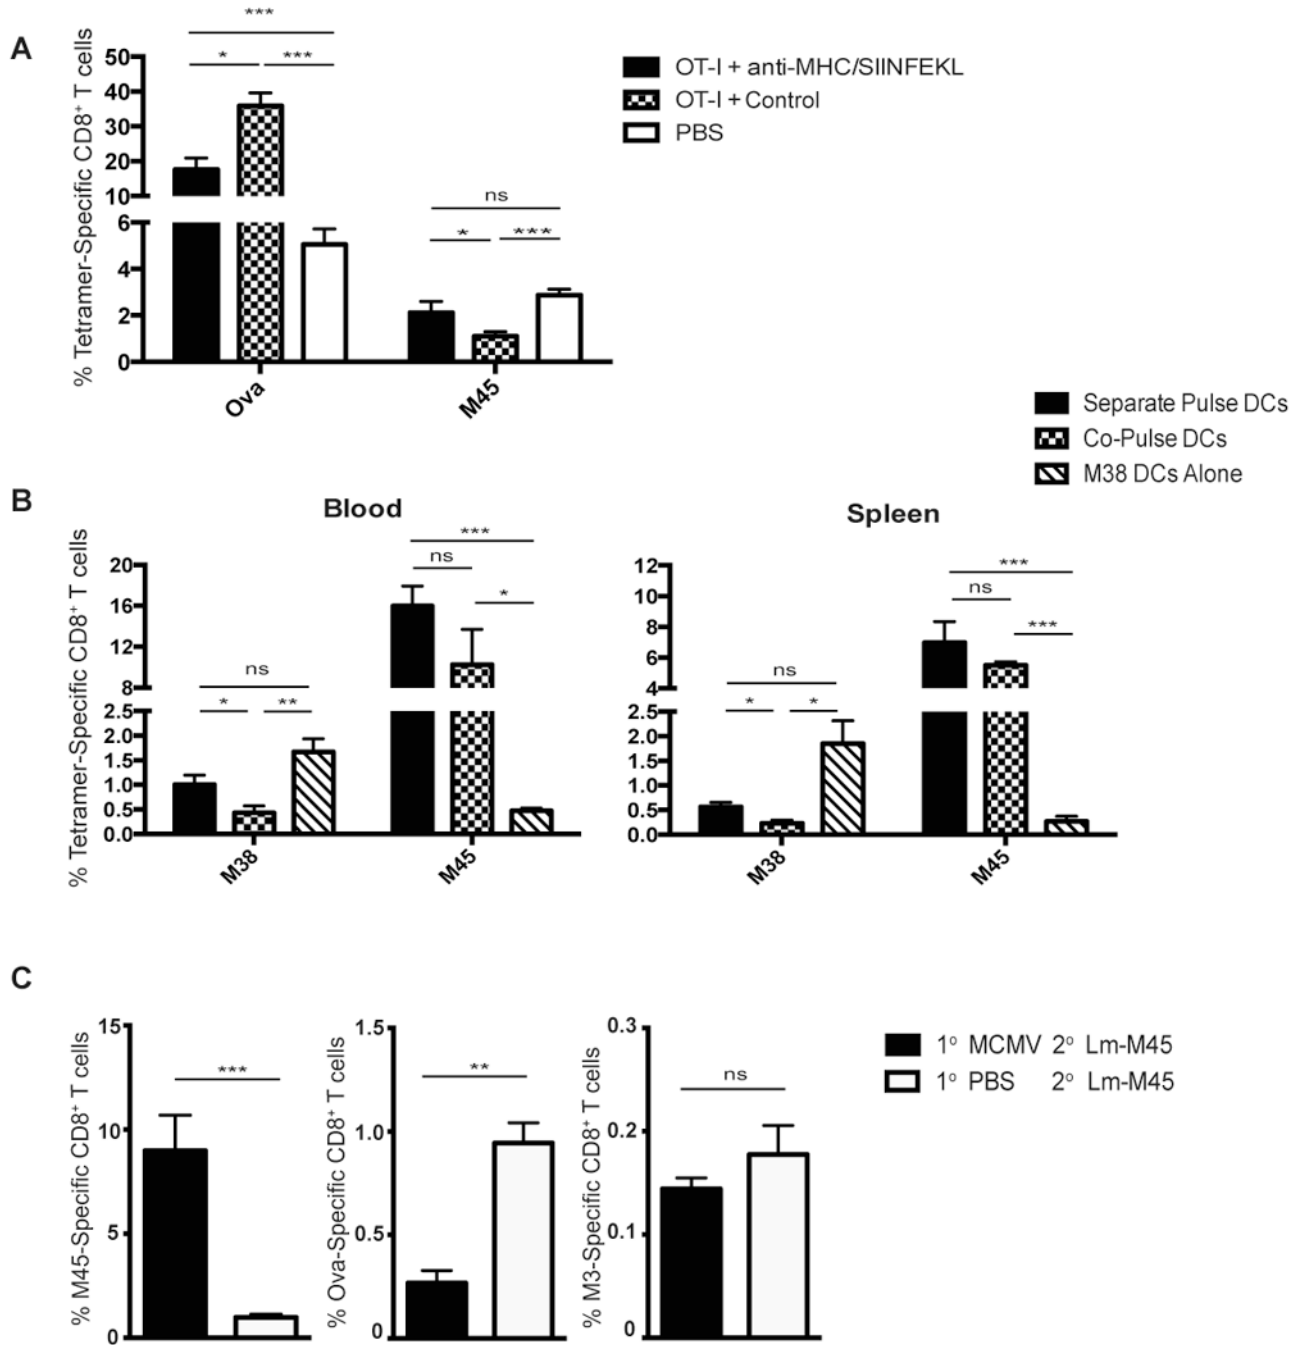 A
% Tetramer-Specific CD8⁺ T cells
50
40
30
20
10
6
4
2
0
***
*
***
ns
*
***
Ova
M45
OT-I + anti-MHC/SIINFEKL
OT-I + Control
PBS
Separate Pulse DCs
Co-Pulse DCs
M38 DCs Alone
B
Blood
% Tetramer-Specific CD8⁺ T cells
20
16
12
8
2.5
2.0
1.5
1.0
0.5
0.0
ns
*
**
***
ns
*
M38
M45
Spleen
12
10
8
6
4
2.5
2.0
1.5
1.0
0.5
0.0
ns
*
*
***
ns
***
M38
M45
C
% M45-Specific CD8⁺ T cells
15
10
5
0
***
% Ova-Specific CD8⁺ T cells
1.5
1.0
0.5
0
**
% M3-Specific CD8⁺ T cells
0.3
0.2
0.1
0
ns
1º MCMV 2º Lm-M45
1º PBS 2º Lm-M45